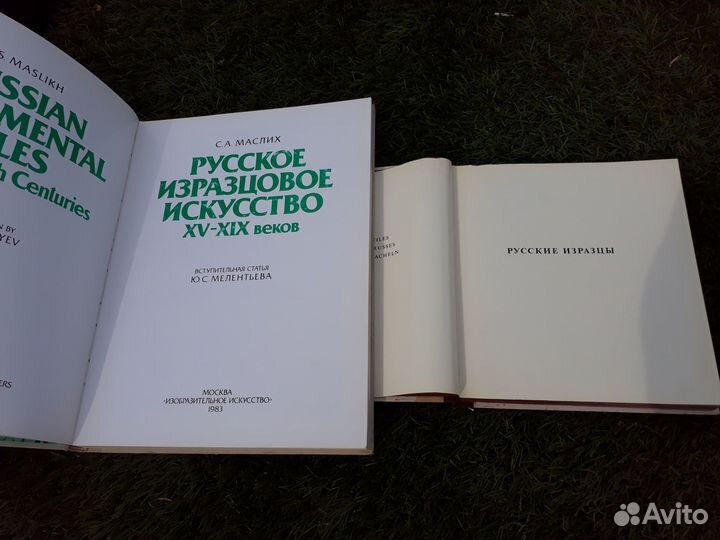 S. MASLIKH
SSIAN
MENTAL
LES
h Centuries
N BY
YEV
ERS
С. А. МАСЛИХ
РУССКОЕ
ИЗРАЗЦОВОЕ
ИСКУССТВО
XV-XIX веков
ВСТУПИТЕЛЬНАЯ СТАТЬЯ
Ю. С. МЕЛЕНТЬЕВА
МОСКВА
«ИЗОБРАЗИТЕЛЬНОЕ ИСКУССТВО»
1983
TILES
RUSSES
ACHELN
РУССКИЕ ИЗРАЗЦЫ
Avito